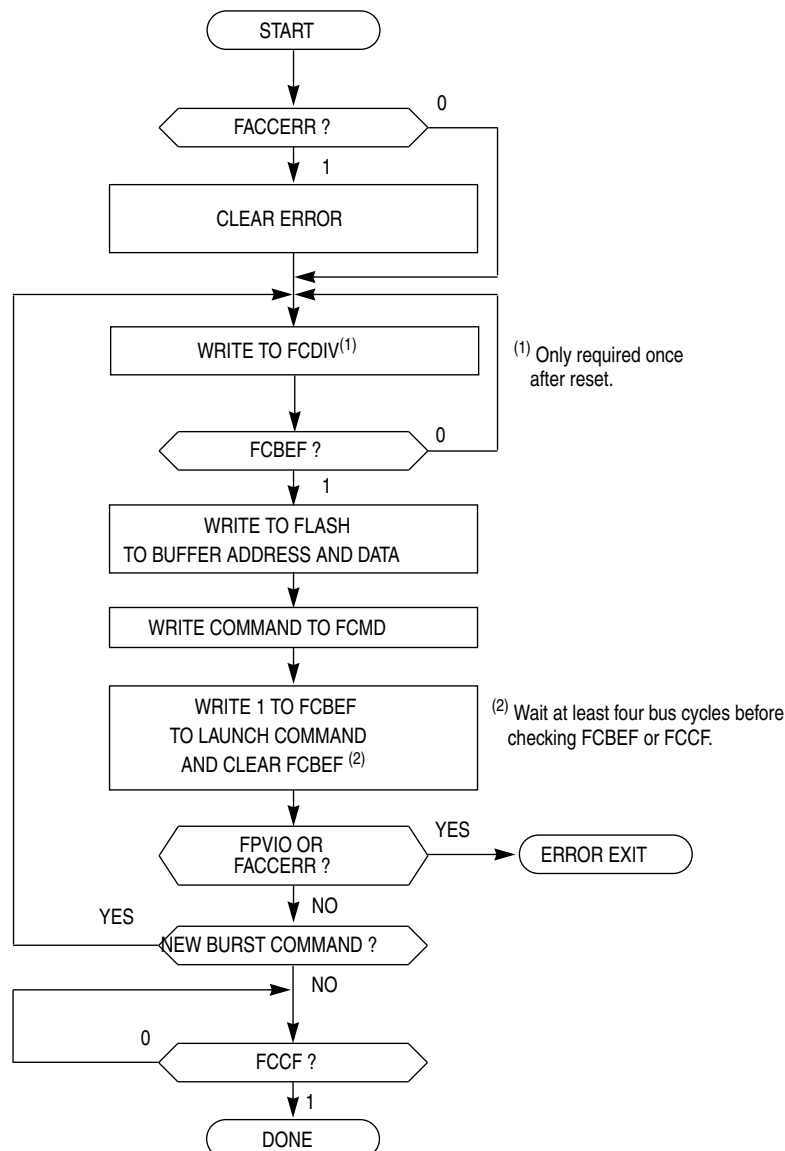 START
FACCERR ?
0
1
CLEAR ERROR
WRITE TO FCDIV(1)
(1) Only required once
after reset.
FCBEF ?
0
1
WRITE TO FLASH
TO BUFFER ADDRESS AND DATA
WRITE COMMAND TO FCMD
WRITE 1 TO FCBEF
TO LAUNCH COMMAND
AND CLEAR FCBEF (2)
(2) Wait at least four bus cycles before
checking FCBEF or FCCF.
FPVIO OR
FACCERR ?
YES
ERROR EXIT
NO
YES
NEW BURST COMMAND ?
NO
0
FCCF ?
1
DONE